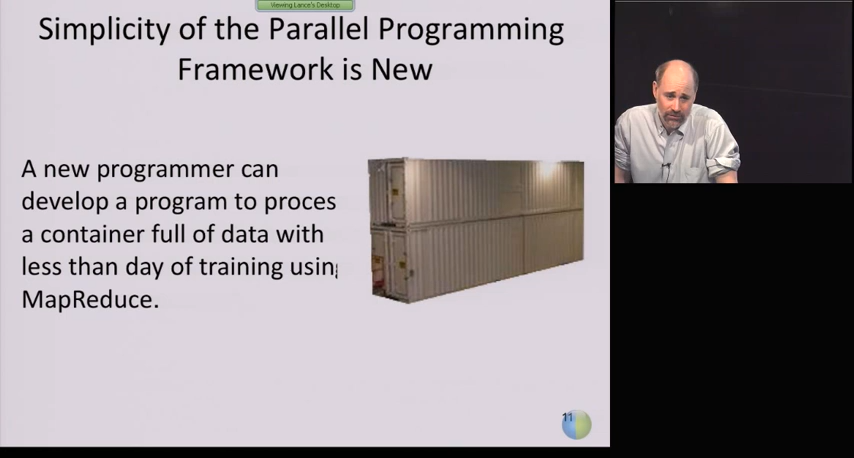 Viewing Lance's Desktop
Simplicity of the Parallel Programming
Framework is New
A new programmer can
develop a program to proces
a container full of data with
less than day of training usin
MapReduce.
11